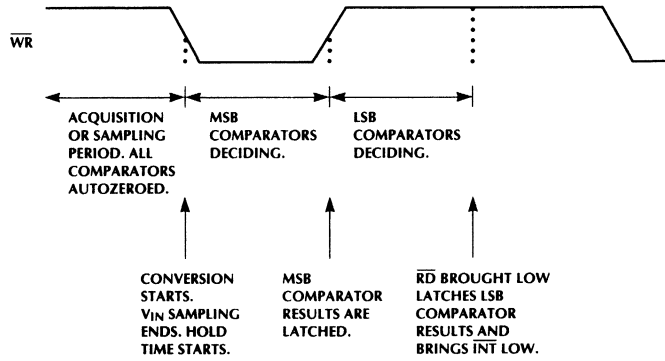 WR
ACQUISITION
OR SAMPLING
PERIOD. ALL
COMPARATORS
AUTOZEROED.
MSB
COMPARATORS
DECIDING.
LSB
COMPARATORS
DECIDING.
CONVERSION
STARTS.
VIN SAMPLING
ENDS. HOLD
TIME STARTS.
MSB
COMPARATOR
RESULTS ARE
LATCHED.
RD BROUGHT LOW
LATCHES LSB
COMPARATOR
RESULTS AND
BRINGS INT LOW.